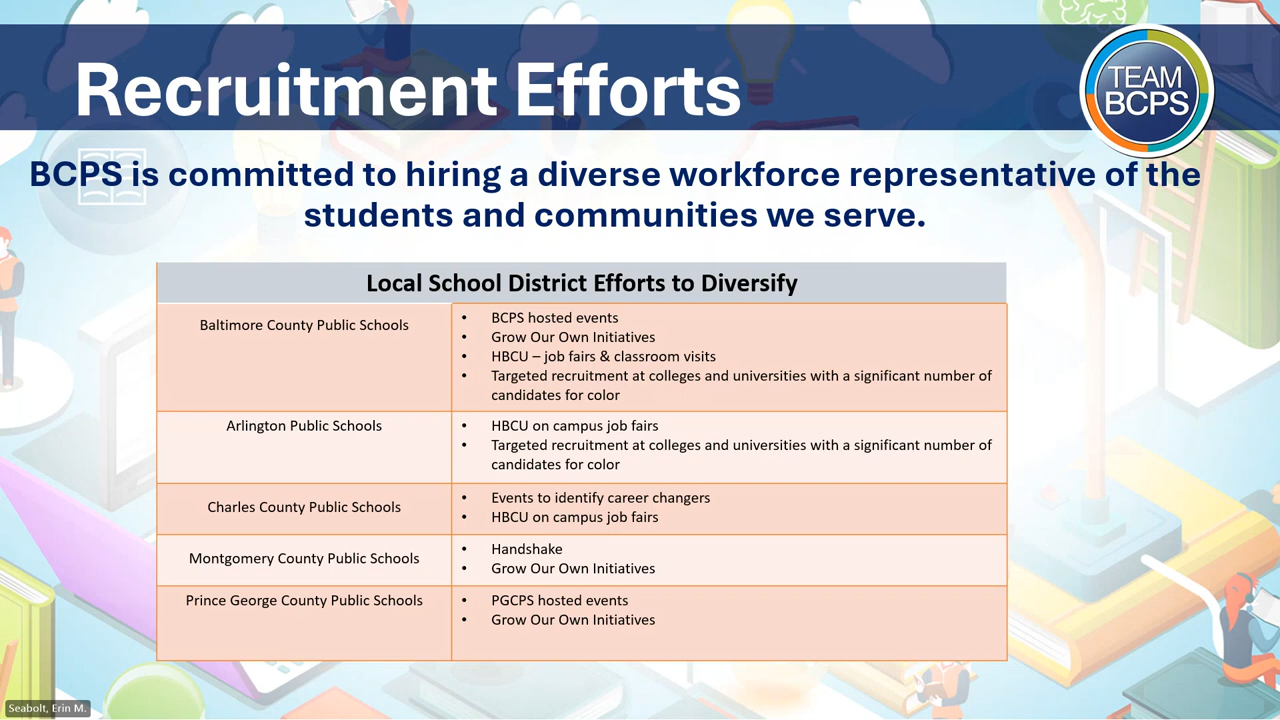 Recruitment Efforts
TEAM
BCPS
BCPS is committed to hiring a diverse workforce representative of the
students and communities we serve.
Local School District Efforts to Diversify
Baltimore County Public Schools
• BCPS hosted events
• Grow Our Own Initiatives
• HBCU – job fairs & classroom visits
• Targeted recruitment at colleges and universities with a significant number of
candidates for color
Arlington Public Schools
• HBCU on campus job fairs
• Targeted recruitment at colleges and universities with a significant number of
candidates for color
Charles County Public Schools
• Events to identify career changers
• HBCU on campus job fairs
Montgomery County Public Schools
• Handshake
• Grow Our Own Initiatives
Prince George County Public Schools
• PGCPS hosted events
• Grow Our Own Initiatives
Seabolt, Erin M.